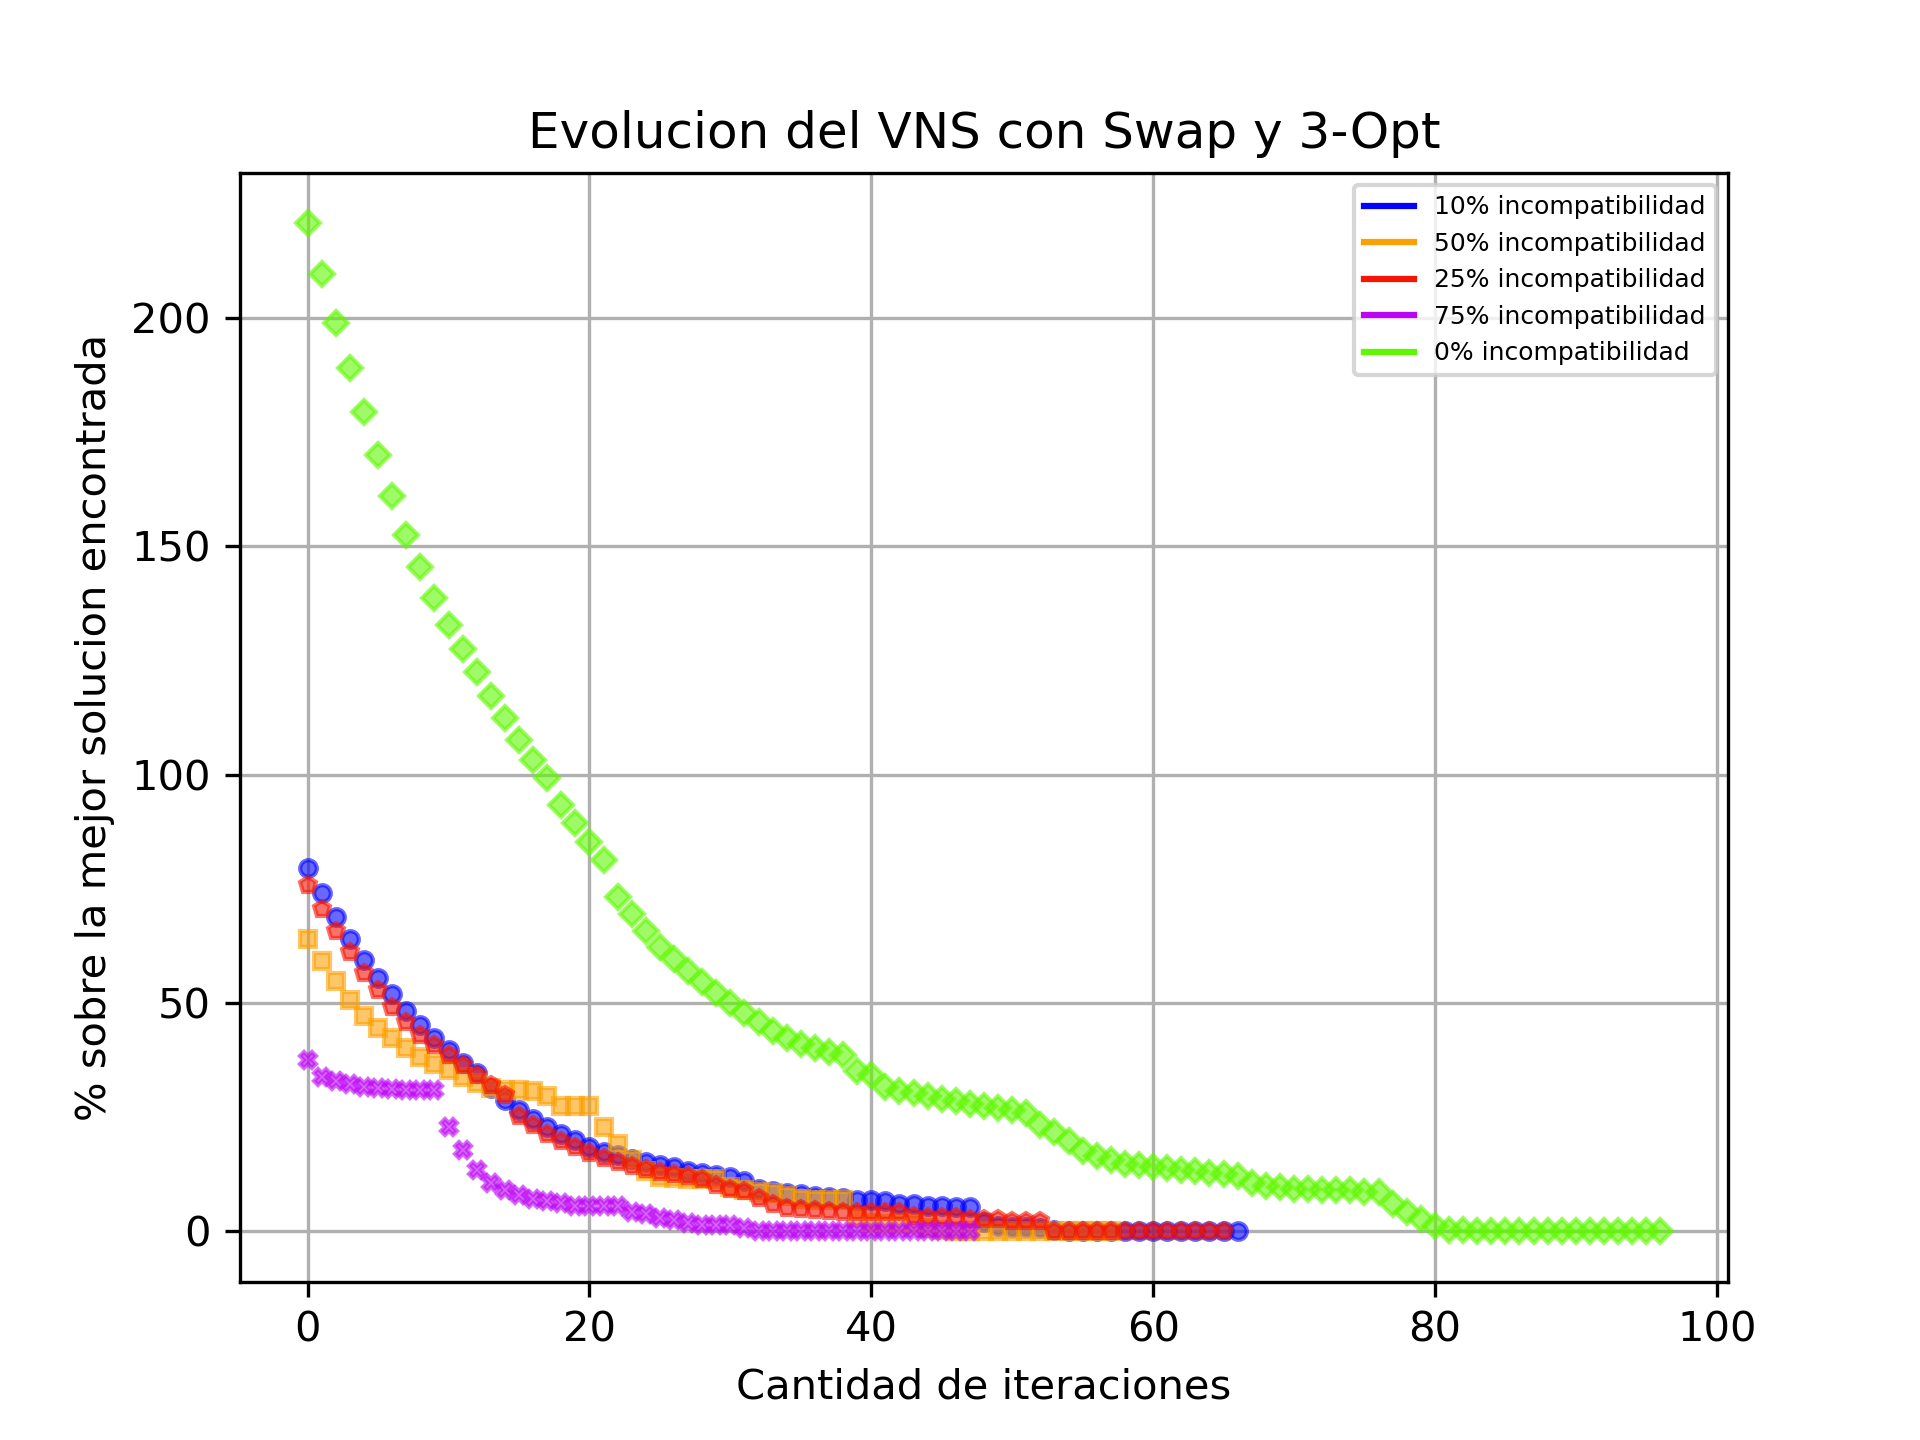 Evolucion del VNS con Swap y 3-Opt
10% incompatibilidad
50% incompatibilidad
25% incompatibilidad
75% incompatibilidad
0% incompatibilidad
% sobre la mejor solucion encontrada
200
150
100
50
0
0 20 40 60 80 100
Cantidad de iteraciones